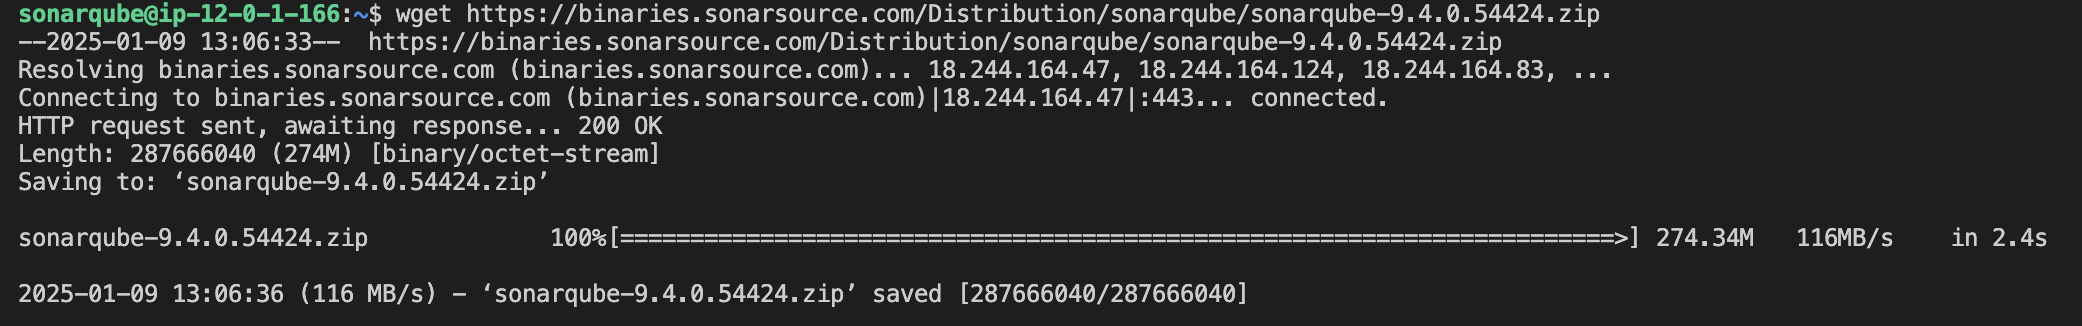 sonarqube@ip-12-0-1-166:~$ wget https://binaries.sonarsource.com/Distribution/sonarqube/sonarqube-9.4.0.54424.zip
--2025-01-09 13:06:33--  https://binaries.sonarsource.com/Distribution/sonarqube/sonarqube-9.4.0.54424.zip
Resolving binaries.sonarsource.com (binaries.sonarsource.com)... 18.244.164.47, 18.244.164.124, 18.244.164.83, ...
Connecting to binaries.sonarsource.com (binaries.sonarsource.com)|18.244.164.47|:443... connected.
HTTP request sent, awaiting response... 200 OK
Length: 287666040 (274M) [binary/octet-stream]
Saving to: ‘sonarqube-9.4.0.54424.zip’
sonarqube-9.4.0.54424.zip             100%[=======================================================================>] 274.34M   116MB/s    in 2.4s
2025-01-09 13:06:36 (116 MB/s) - ‘sonarqube-9.4.0.54424.zip’ saved [287666040/287666040]